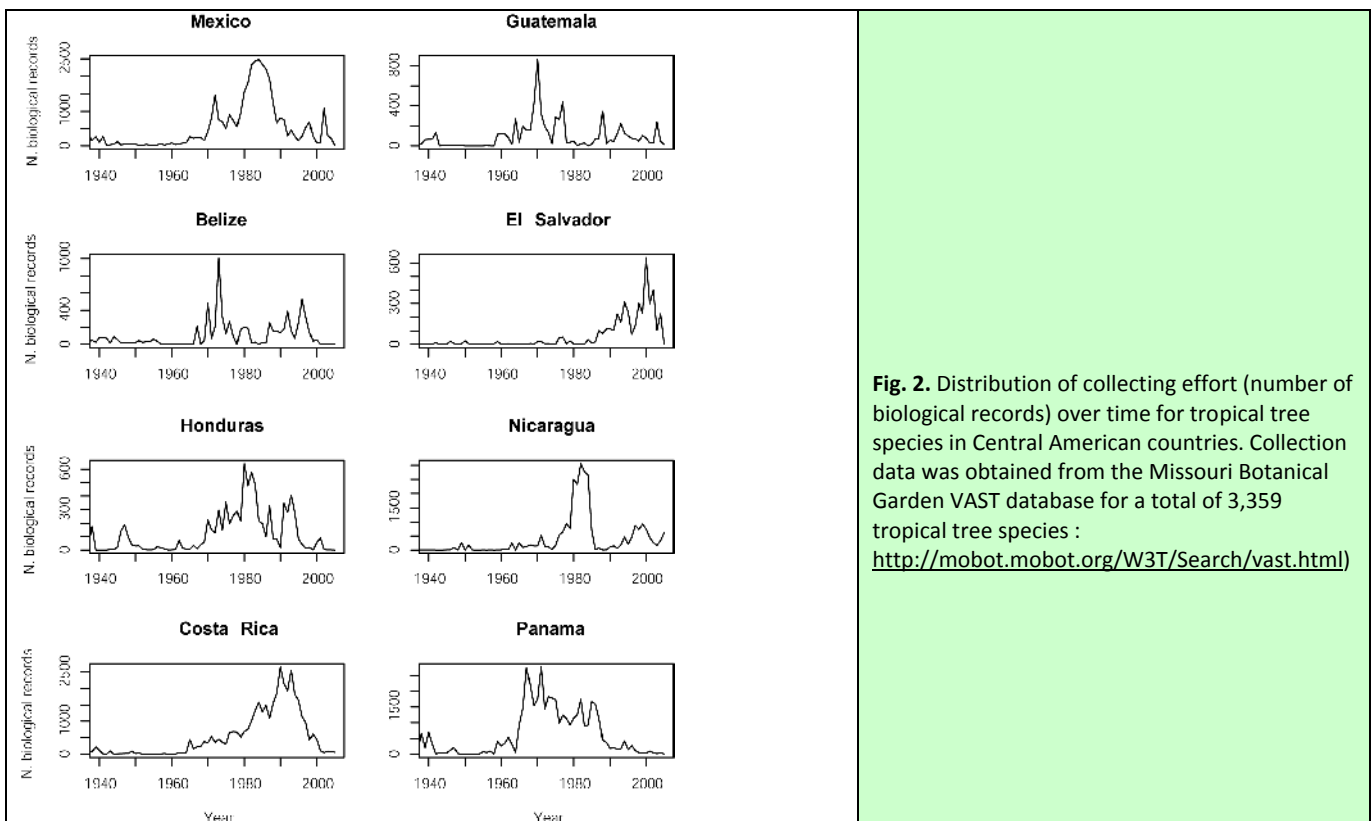 Mexico
N. biological records
2500
1000
0
1940 1960 1980 2000
Guatemala
800
400
0
1940 1960 1980 2000
Belize
N. biological records
1000
400
0
1940 1960 1980 2000
El Salvador
600
300
0
1940 1960 1980 2000
Honduras
N. biological records
600
300
0
1940 1960 1980 2000
Nicaragua
1500
0
1940 1960 1980 2000
Costa Rica
N. biological records
2500
1000
0
1940 1960 1980 2000
Year
Panama
1500
0
1940 1960 1980 2000
Year
Fig. 2. Distribution of collecting effort (number of
biological records) over time for tropical tree
species in Central American countries. Collection
data was obtained from the Missouri Botanical
Garden VAST database for a total of 3,359
tropical tree species :
http://mobot.mobot.org/W3T/Search/vast.html)